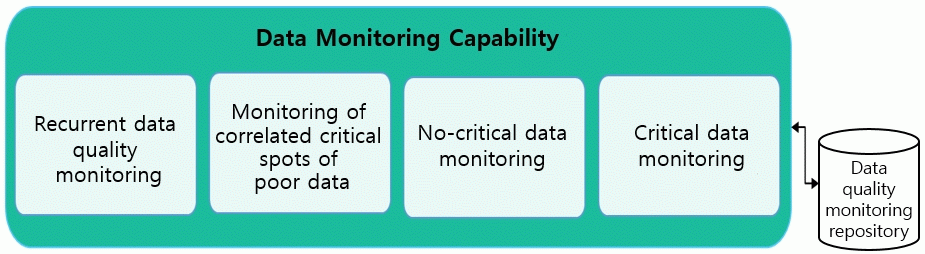 Data Monitoring Capability
Recurrent data
quality
monitoring
Monitoring of
correlated critical
spots of
poor data
No-critical data
monitoring
Critical data
monitoring
Data
quality
monitoring
repository